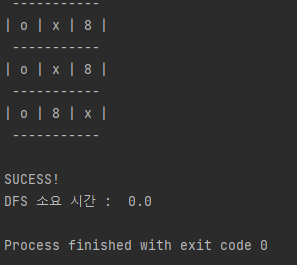 -----------
| o | x | 8 |
-----------
| o | x | 8 |
-----------
| o | 8 | x |
-----------
SUCESS!
DFS 소요 시간 :  0.0
Process finished with exit code 0